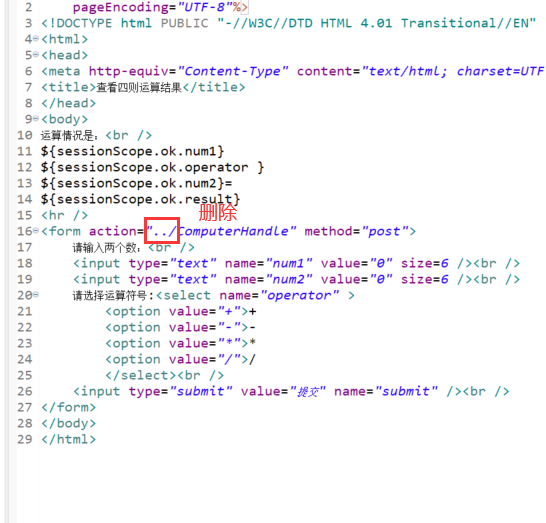 2 pageEncoding="UTF-8"%>
3 <!DOCTYPE html PUBLIC "-//W3C//DTD HTML 4.01 Transitional//EN"
4 <html>
5 <head>
6 <meta http-equiv="Content-Type" content="text/html; charset=UTF
7 <title>查看四则运算结果</title>
8 </head>
9 <body>
10 运算情况是：<br />
11 ${sessionScope.ok.num1}
12 ${sessionScope.ok.operator }
13 ${sessionScope.ok.num2}=
14 ${sessionScope.ok.result}
删除
15 <hr />
16 <form action="../ComputerHandle" method="post">
17 请输入两个数：<br />
18 <input type="text" name="num1" value="0" size=6 /><br />
19 <input type="text" name="num2" value="0" size=6 /><br />
20 请选择运算符号:<select name="operator" >
21 <option value="+">+
22 <option value="-">-
23 <option value="*">*
24 <option value="/">/
25 </select><br />
26 <input type="submit" value="提交" name="submit" /><br />
27 </form>
28 </body>
29 </html>